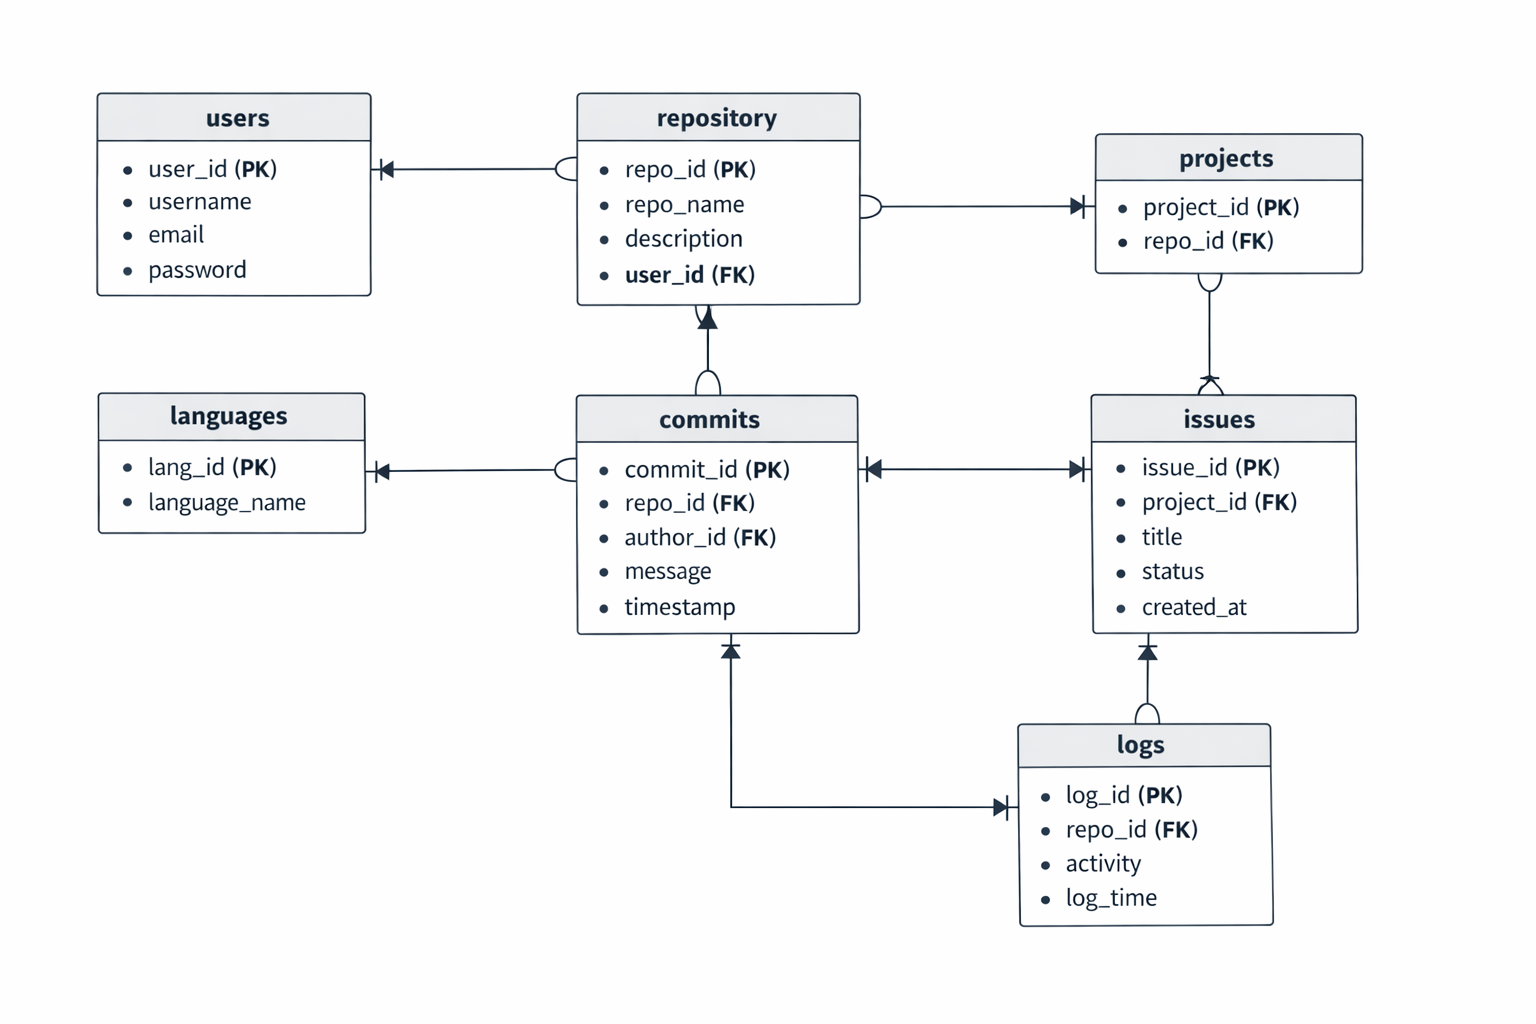 users
• user_id (PK)
• username
• email
• password
repository
• repo_id (PK)
• repo_name
• description
• user_id (FK)
projects
• project_id (PK)
• repo_id (FK)
languages
• lang_id (PK)
• language_name
commits
• commit_id (PK)
• repo_id (FK)
• author_id (FK)
• message
• timestamp
issues
• issue_id (PK)
• project_id (FK)
• title
• status
• created_at
logs
• log_id (PK)
• repo_id (FK)
• activity
• log_time